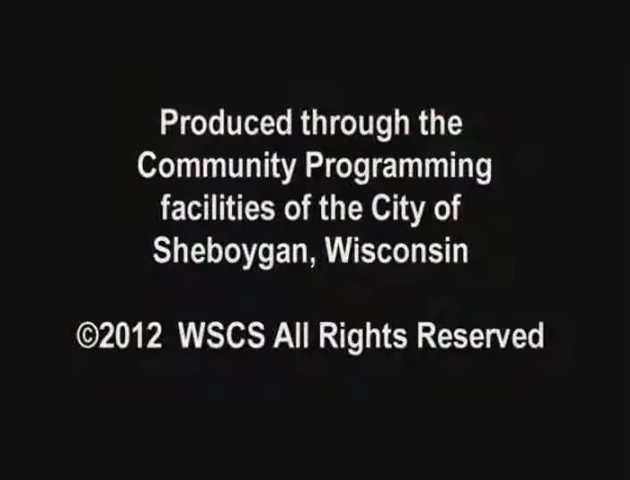 Produced through the
Community Programming
facilities of the City of
Sheboygan, Wisconsin
©2012 WSCS All Rights Reserved